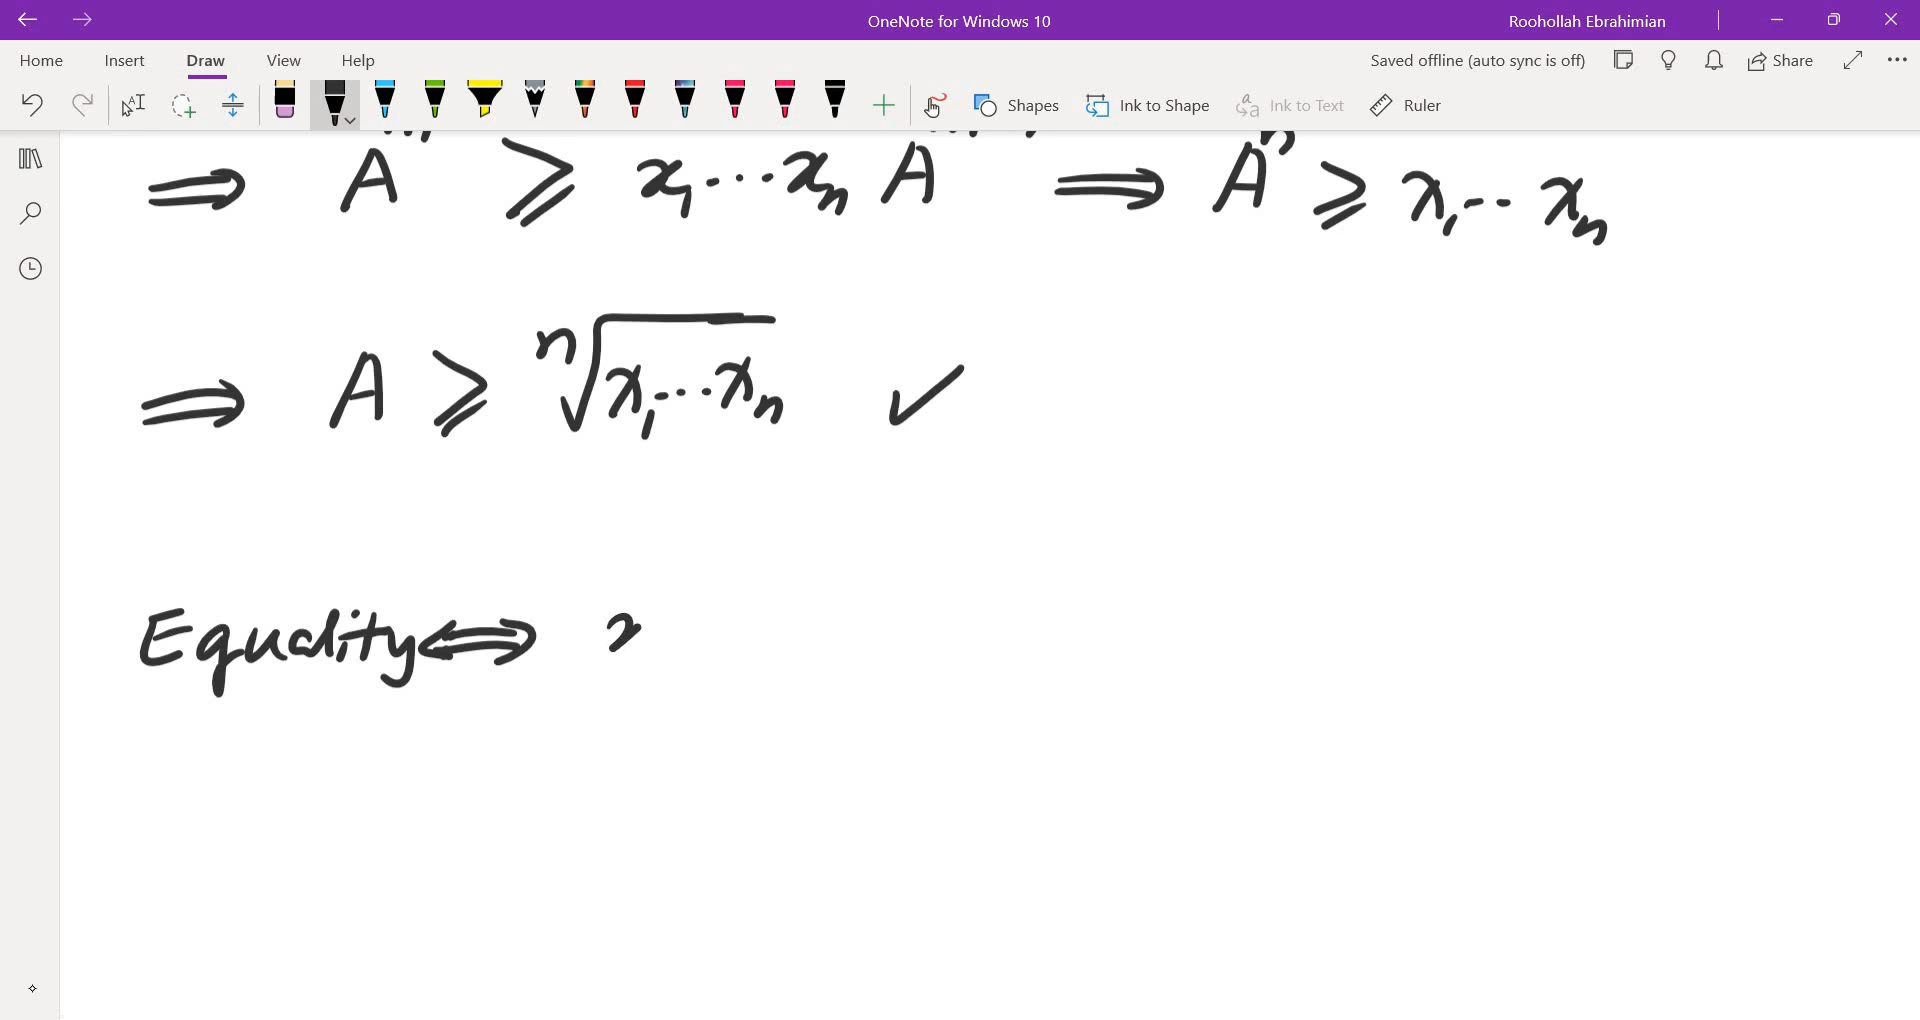 OneNote for Windows 10 Roohollah Ebrahimian
Home Insert Draw View Help Saved offline (auto sync is off) Share
Shapes Ink to Shape Ink to Text Ruler
⟹ A ⩾ x₁...xₙ A ⟹ Aⁿ ⩾ x₁... xₙ
⟹ A ⩾ ⁿ√x₁...xₙ ✓
Equality ⟺ x